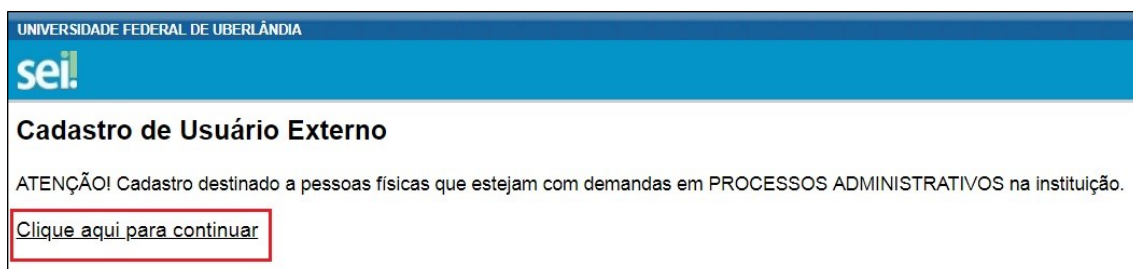 UNIVERSIDADE FEDERAL DE UBERLÂNDIA
sei!
Cadastro de Usuário Externo
ATENÇÃO! Cadastro destinado a pessoas físicas que estejam com demandas em PROCESSOS ADMINISTRATIVOS na instituição.
Clique aqui para continuar